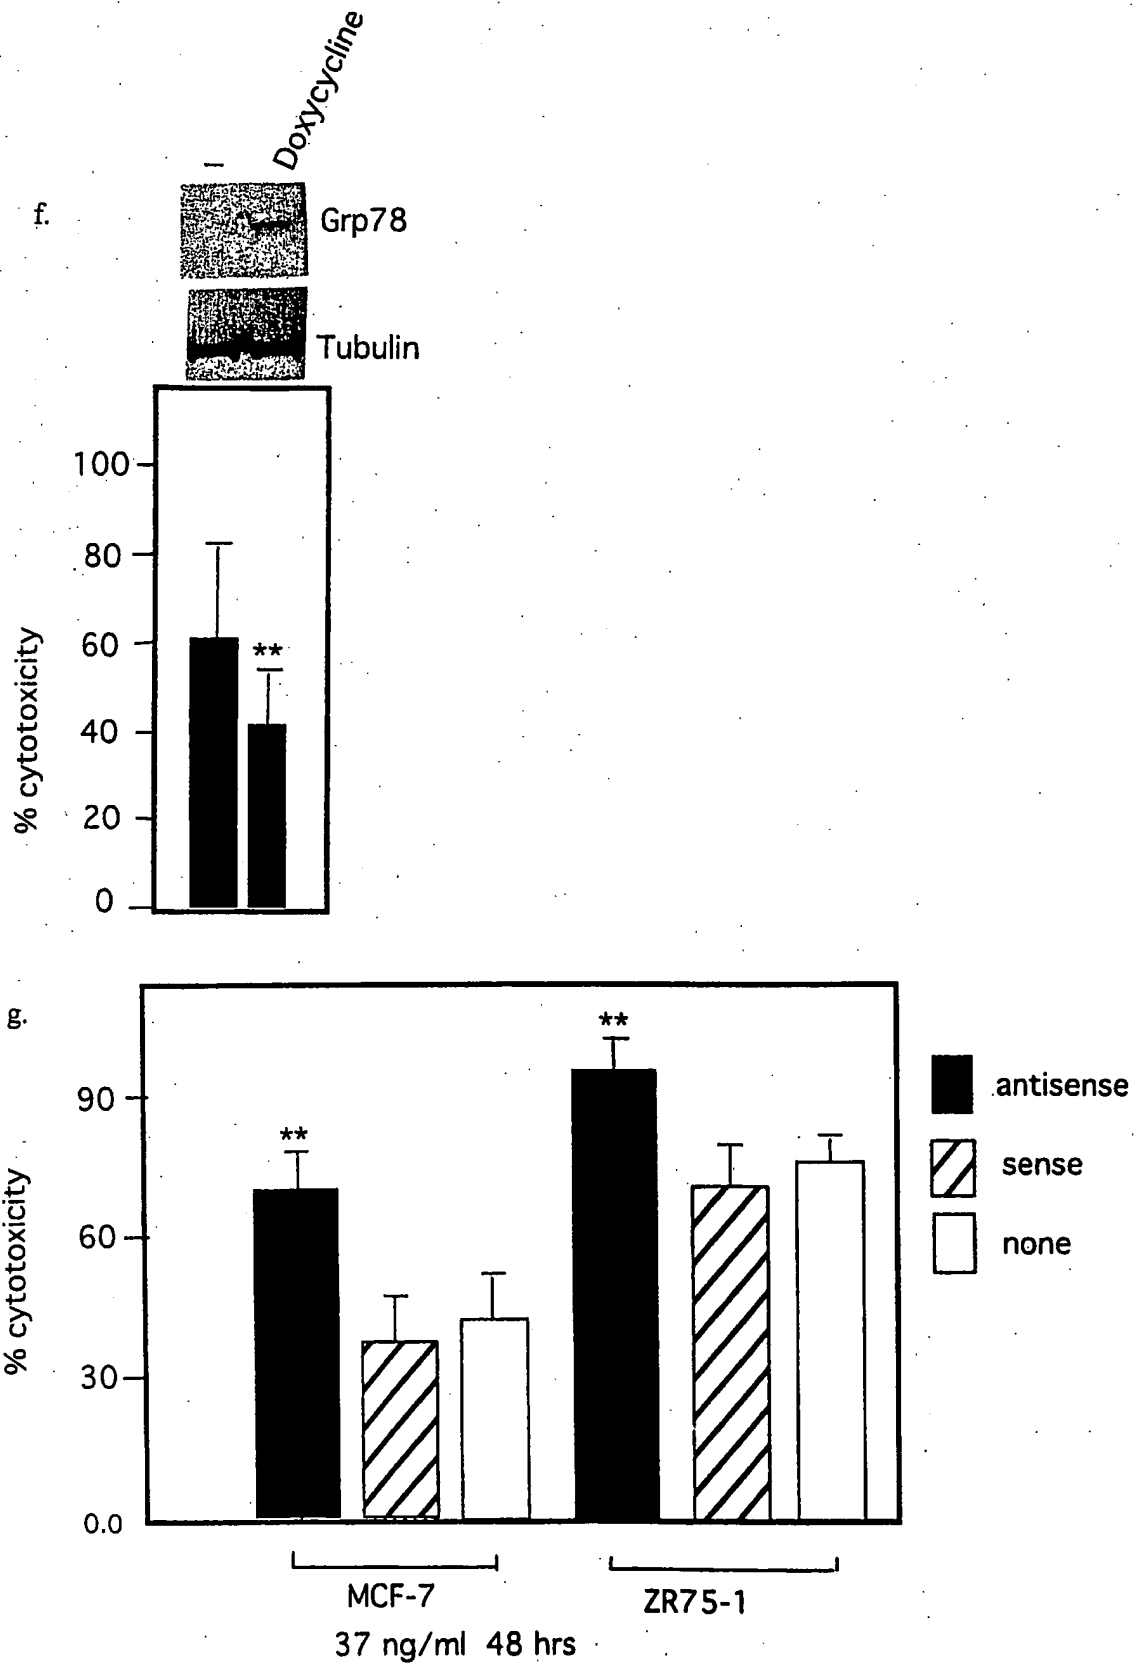 Doxycycline
–
f.
Grp78
Tubulin
100
80
60
**
40
20
0
% cytotoxicity
g.
**
antisense
90
**
sense
60
none
30
0.0
% cytotoxicity
MCF-7
ZR75-1
37 ng/ml 48 hrs